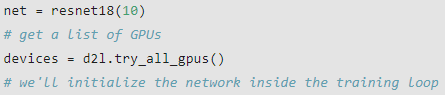 net = resnet18(10)
# get a list of GPUs
devices = d2l.try_all_gpus()
# we'll initialize the network inside the training loop